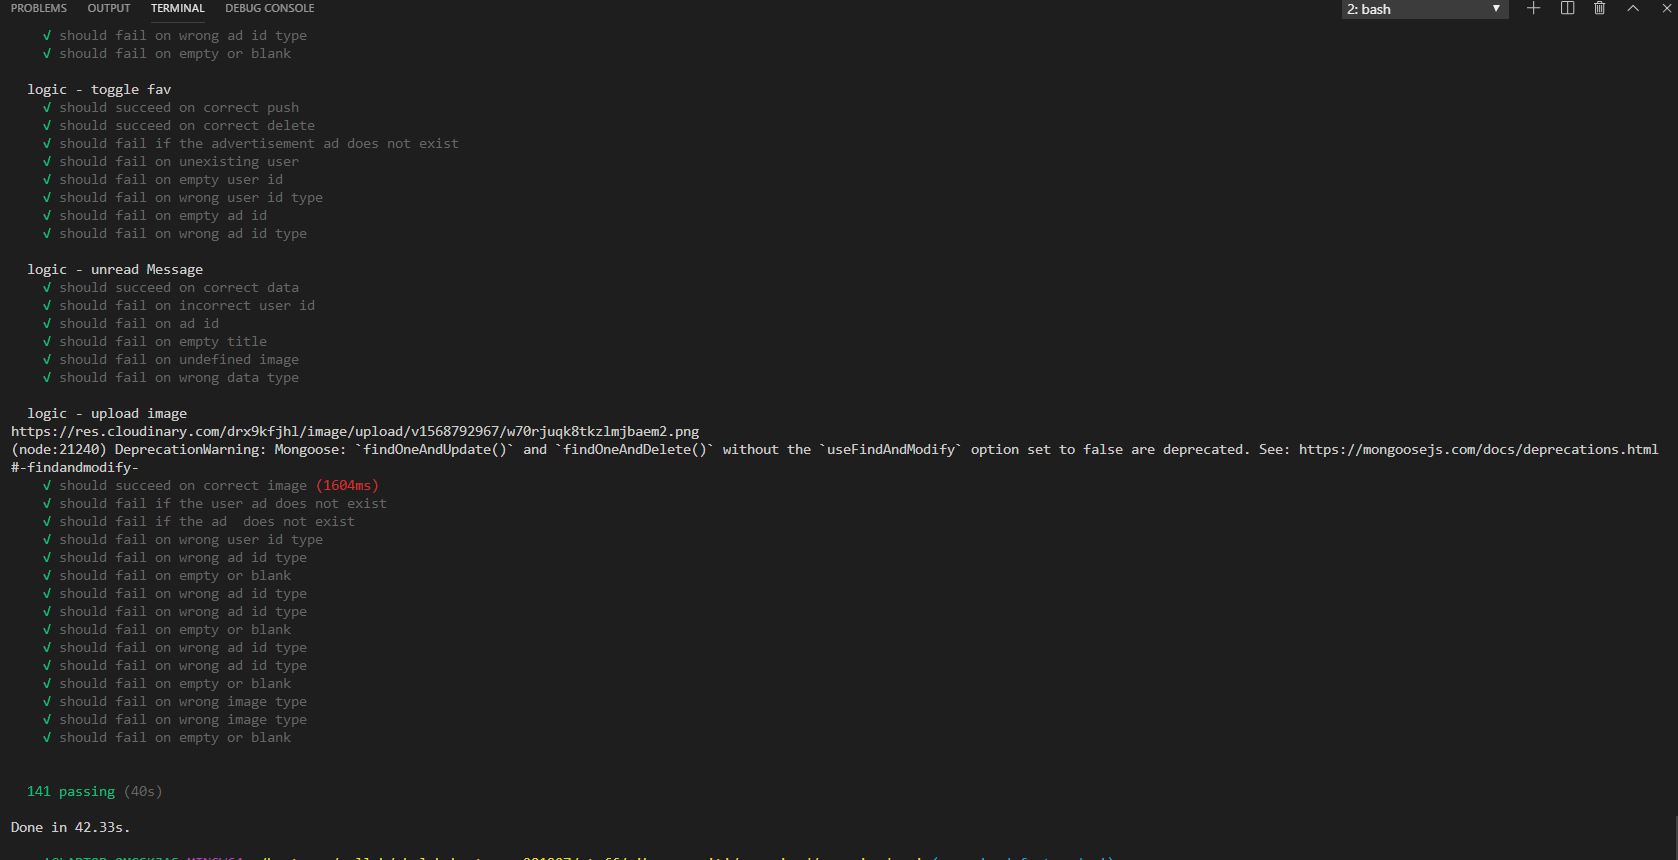 PROBLEMS OUTPUT TERMINAL DEBUG CONSOLE 2: bash
√ should fail on wrong ad id type
√ should fail on empty or blank
logic - toggle fav
√ should succeed on correct push
√ should succeed on correct delete
√ should fail if the advertisement ad does not exist
√ should fail on unexisting user
√ should fail on empty user id
√ should fail on wrong user id type
√ should fail on empty ad id
√ should fail on wrong ad id type
logic - unread Message
√ should succeed on correct data
√ should fail on incorrect user id
√ should fail on ad id
√ should fail on empty title
√ should fail on undefined image
√ should fail on wrong data type
logic - upload image
https://res.cloudinary.com/drx9kfjhl/image/upload/v1568792967/w70rjuqk8tkzlmjbaem2.png
(node:21240) DeprecationWarning: Mongoose: `findOneAndUpdate()` and `findOneAndDelete()` without the `useFindAndModify` option set to false are deprecated. See: https://mongoosejs.com/docs/deprecations.html
#-findandmodify-
√ should succeed on correct image (1604ms)
√ should fail if the user ad does not exist
√ should fail if the ad  does not exist
√ should fail on wrong user id type
√ should fail on wrong ad id type
√ should fail on empty or blank
√ should fail on wrong ad id type
√ should fail on wrong ad id type
√ should fail on empty or blank
√ should fail on wrong ad id type
√ should fail on wrong ad id type
√ should fail on empty or blank
√ should fail on wrong image type
√ should fail on wrong image type
√ should fail on empty or blank
141 passing (40s)
Done in 42.33s.